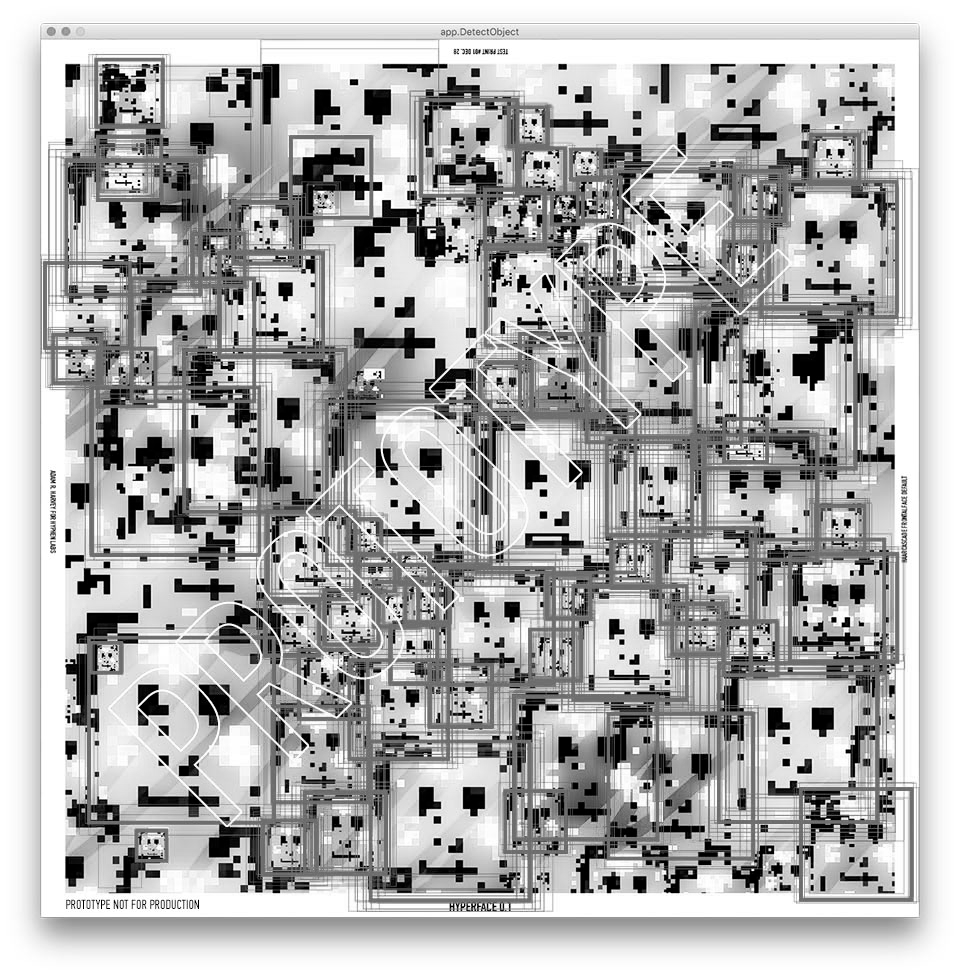 app.DetectObject
TEST PRINT #01 DEC. 28
PROTOTYPE
ADAM R. HARVEY FOR HYPHEN-LABS
HAARCASCADE FRONTALFACE DEFAULT
PROTOTYPE NOT FOR PRODUCTION
HYPERFACE 0.1